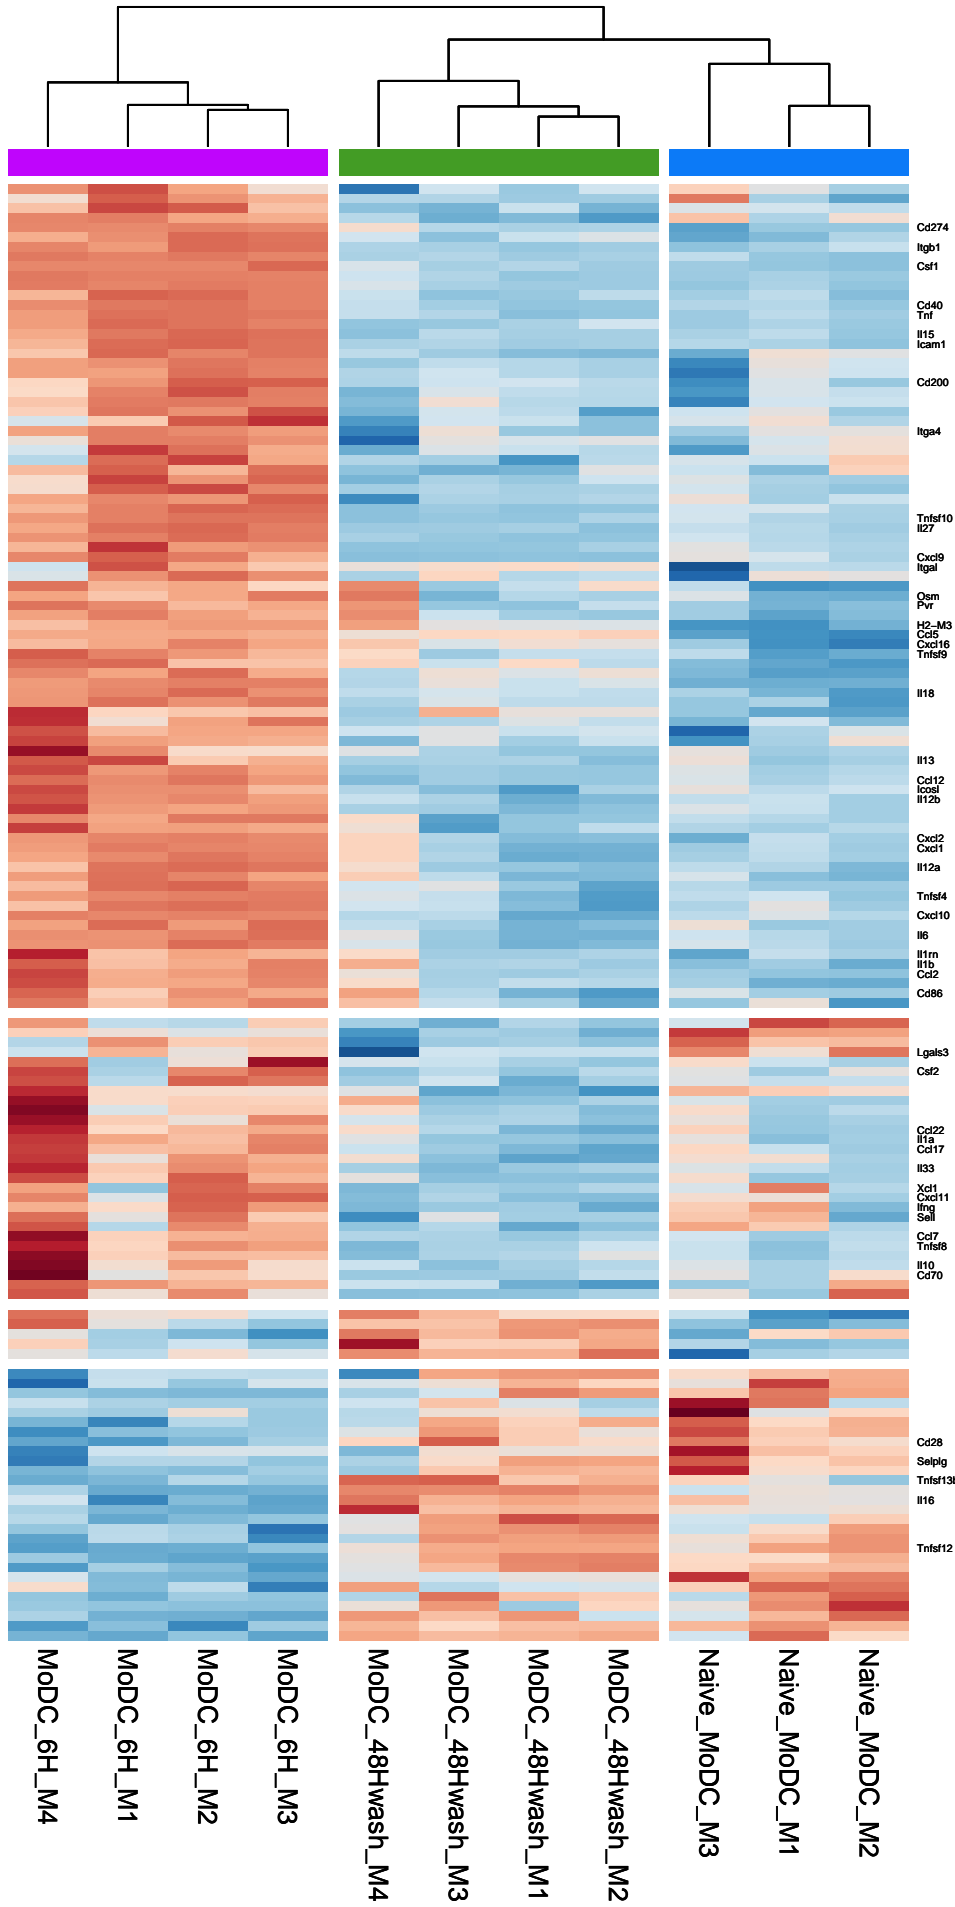 Cd274
Itgb1
Csf1
Cd40
Tnf
Il15
Icam1
Cd200
Itga4
Tnfsf10
Il27
Cxcl9
Itgal
Osm
Pvr
H2−M3
Ccl5
Cxcl16
Tnfsf9
Il18
Il13
Ccl12
Icosl
Il12b
Cxcl2
Cxcl1
Il12a
Tnfsf4
Cxcl10
Il6
Il1rn
Il1b
Ccl2
Cd86
Lgals3
Csf2
Ccl22
Il1a
Ccl17
Il33
Xcl1
Cxcl11
Ifng
Sell
Ccl7
Tnfsf8
Il10
Cd70
Cd28
Selplg
Tnfsf13b
Il16
Tnfsf12
MoDC_6H_M4
MoDC_6H_M1
MoDC_6H_M2
MoDC_6H_M3
MoDC_48Hwash_M4
MoDC_48Hwash_M3
MoDC_48Hwash_M1
MoDC_48Hwash_M2
Naive_MoDC_M3
Naive_MoDC_M1
Naive_MoDC_M2